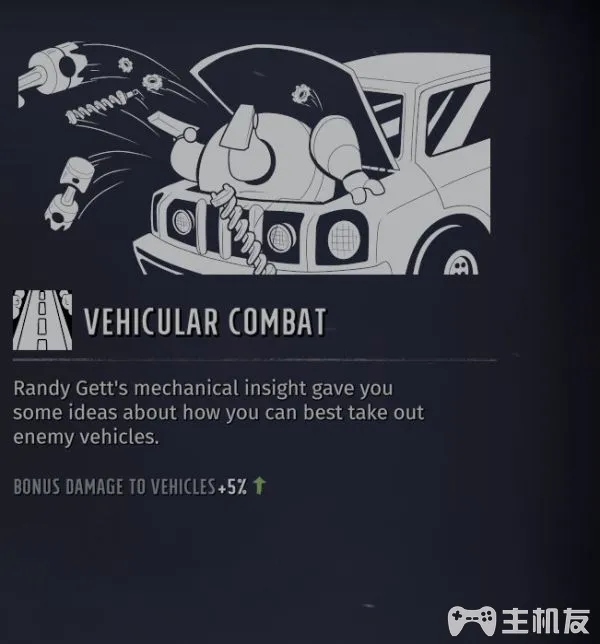 VEHICULAR COMBAT
Randy Gett's mechanical insight gave you
some ideas about how you can best take out
enemy vehicles.
BONUS DAMAGE TO VEHICLES +5%
主机友